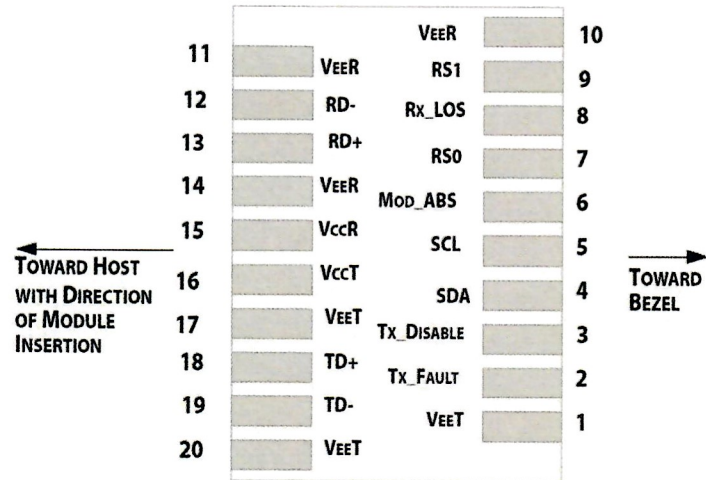 11 VEER
12 RD-
13 RD+
14 VEER
15 VCCR
16 VCCT
17 VEET
18 TD+
19 TD-
20 VEET
VEER 10
RS1 9
RX_LOS 8
RS0 7
MOD_ABS 6
SCL 5
SDA 4
TX_DISABLE 3
TX_FAULT 2
VEET 1
TOWARD HOST
WITH DIRECTION
OF MODULE
INSERTION
TOWARD
BEZEL